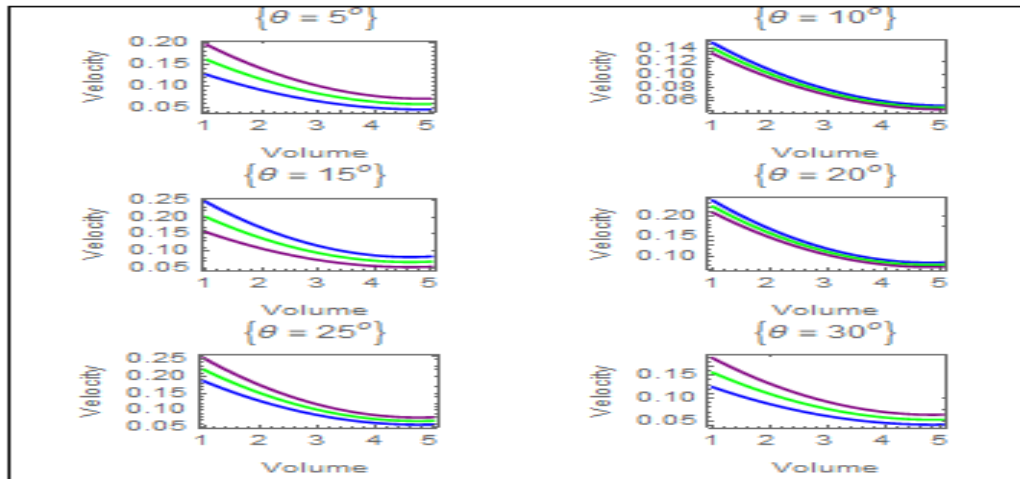 {θ = 5°}
Velocity
0.20
0.15
0.10
0.05
1 2 3 4 5
Volume
{θ = 10°}
Velocity
0.14
0.12
0.10
0.08
0.06
1 2 3 4 5
Volume
{θ = 15°}
Velocity
0.25
0.20
0.15
0.10
0.05
1 2 3 4 5
Volume
{θ = 20°}
Velocity
0.20
0.15
0.10
1 2 3 4 5
Volume
{θ = 25°}
Velocity
0.25
0.20
0.15
0.10
0.05
1 2 3 4 5
Volume
{θ = 30°}
Velocity
0.15
0.10
0.05
1 2 3 4 5
Volume